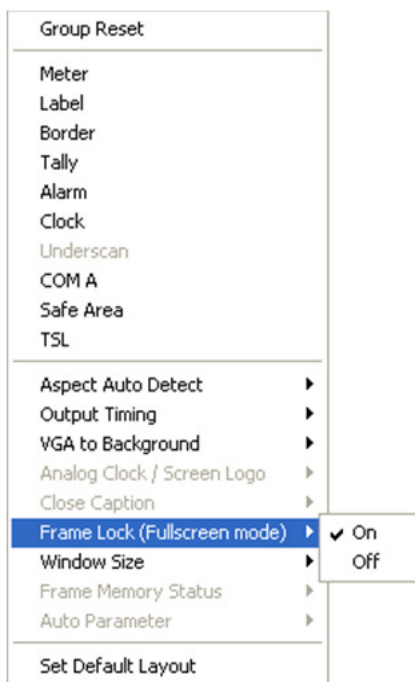 Group Reset
Meter
Label
Border
Tally
Alarm
Clock
Underscan
COM A
Safe Area
TSL
Aspect Auto Detect
Output Timing
VGA to Background
Analog Clock / Screen Logo
Close Caption
Frame Lock (Fullscreen mode)
On
Off
Window Size
Frame Memory Status
Auto Parameter
Set Default Layout